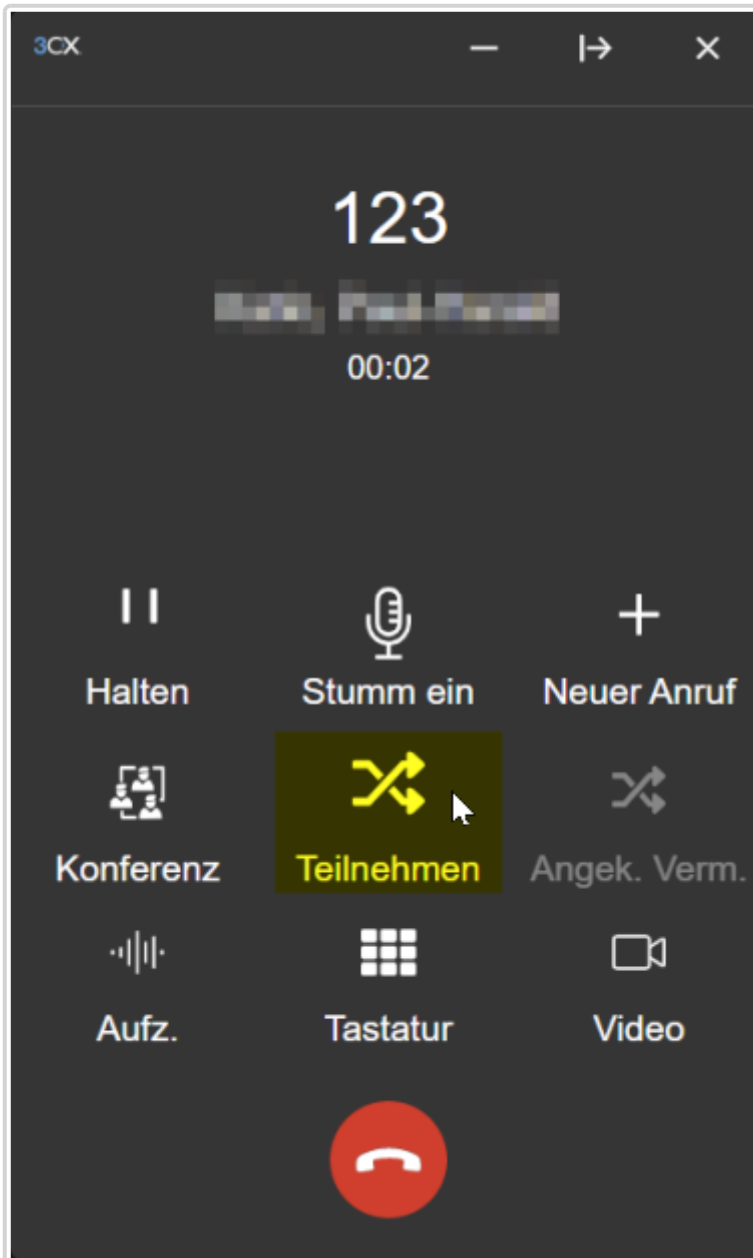 3CX
123
00:02
Halten Stumm ein Neuer Anruf
Konferenz Teilnehmen Angek. Verm.
Aufz. Tastatur Video